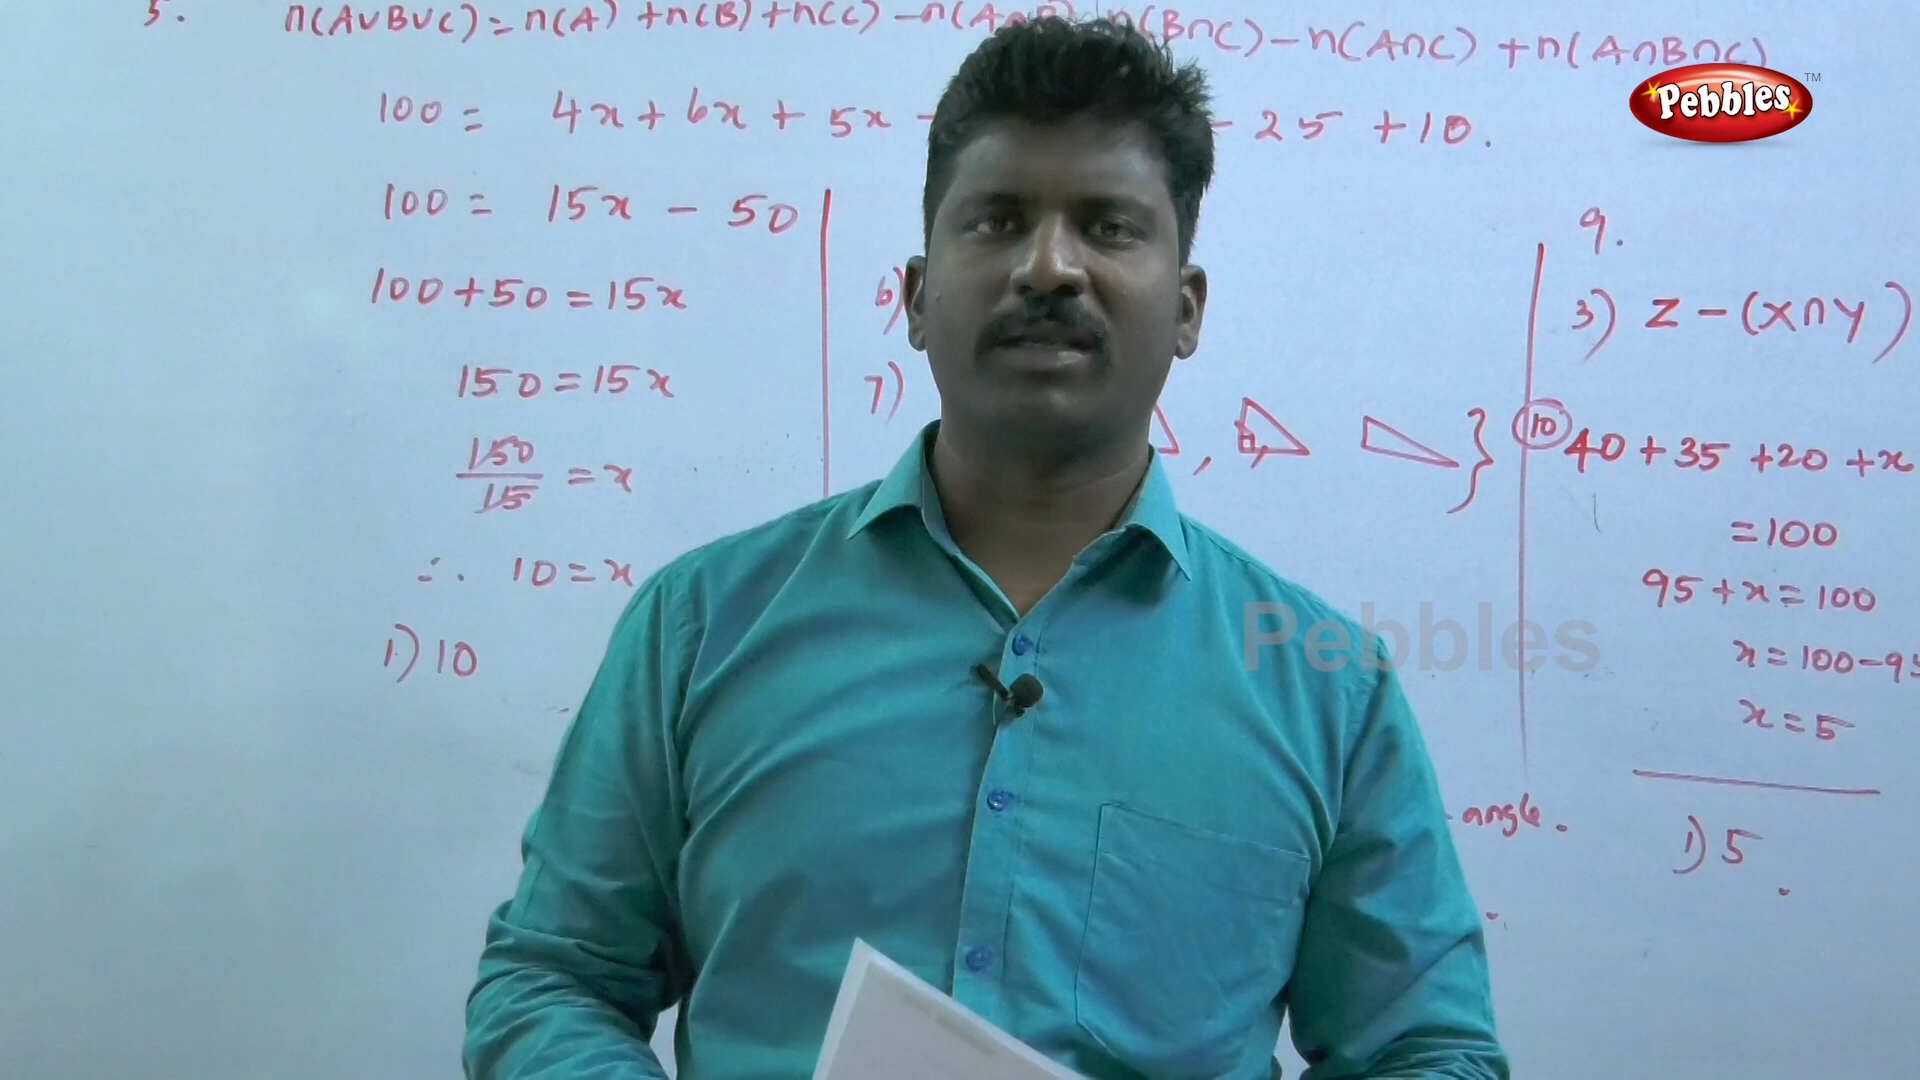 5. n(A∪B∪C) = n(A) + n(B) + n(C) - n(A∩B) n(B∩C) - n(A∩C) + n(A∩B∩C)
100 = 4x + 6x + 5x - - 25 + 10.
100 = 15x - 50
100 + 50 = 15x
150 = 15x
150/15 = x
∴ 10 = x
1) 10
6)
7)
, , }
angle.
9.
3) Z - (X∩Y)
10 40 + 35 + 20 + x
= 100
95 + x = 100
x = 100 - 9
x = 5
1) 5.
Pebbles
TM
Pebbles